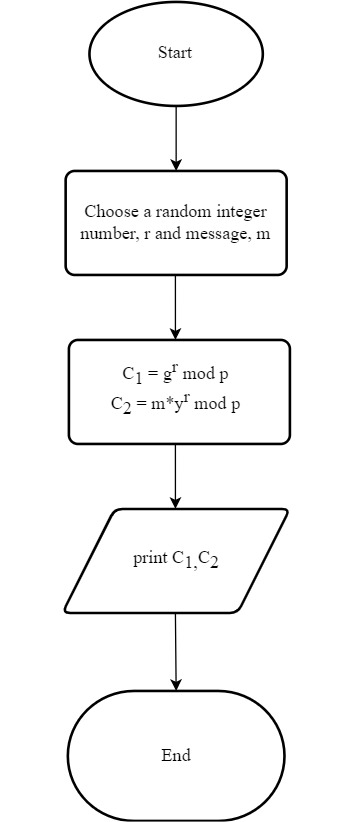 Start
Choose a random integer
number, r and message, m
C₁ = gʳ mod p
C₂ = m*yʳ mod p
print C₁,C₂
End